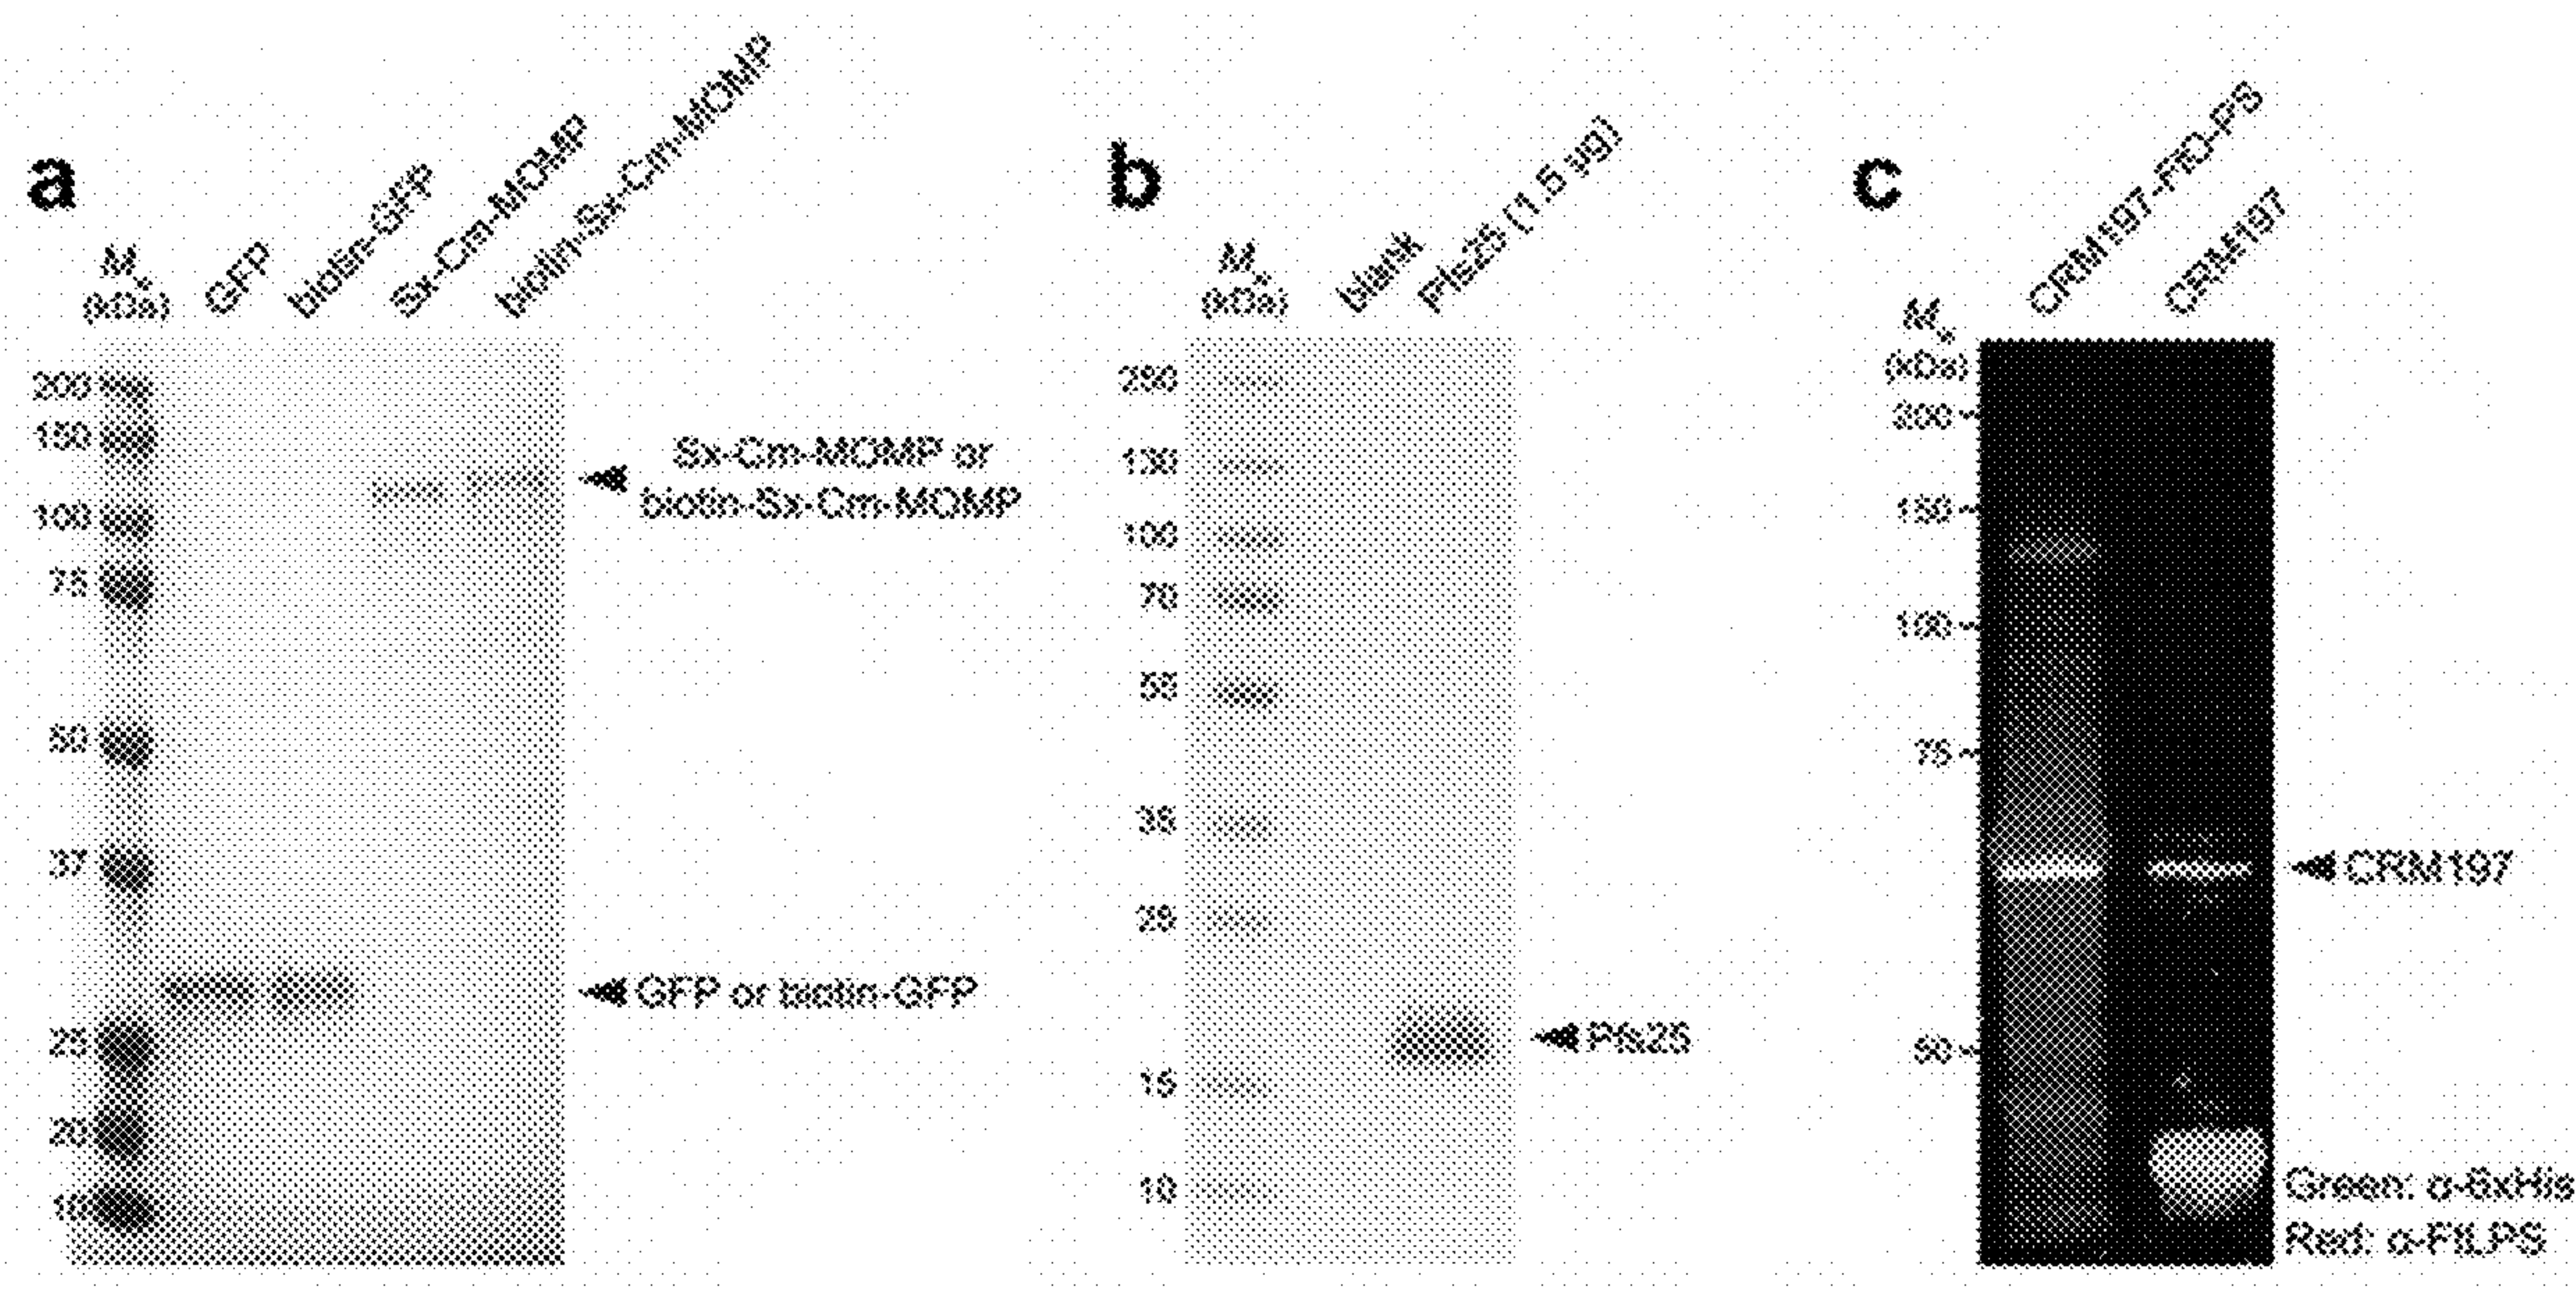 a
Mr
(kDa)
GFP
biotin-GFP
Sx-Cm-MOMP
biotin-Sx-Cm-MOMP
200
150
100
75
50
37
25
20
10
Sx-Cm-MOMP or
biotin-Sx-Cm-MOMP
GFP or biotin-GFP
b
Mr
(kDa)
blank
Pfs25 (1.5 µg)
250
130
100
70
55
35
25
15
10
Pfs25
c
Mr
(kDa)
CRM197-FtO-PS
CRM197
200
150
100
75
50
CRM197
Green: α-6xHis
Red: α-FtLPS